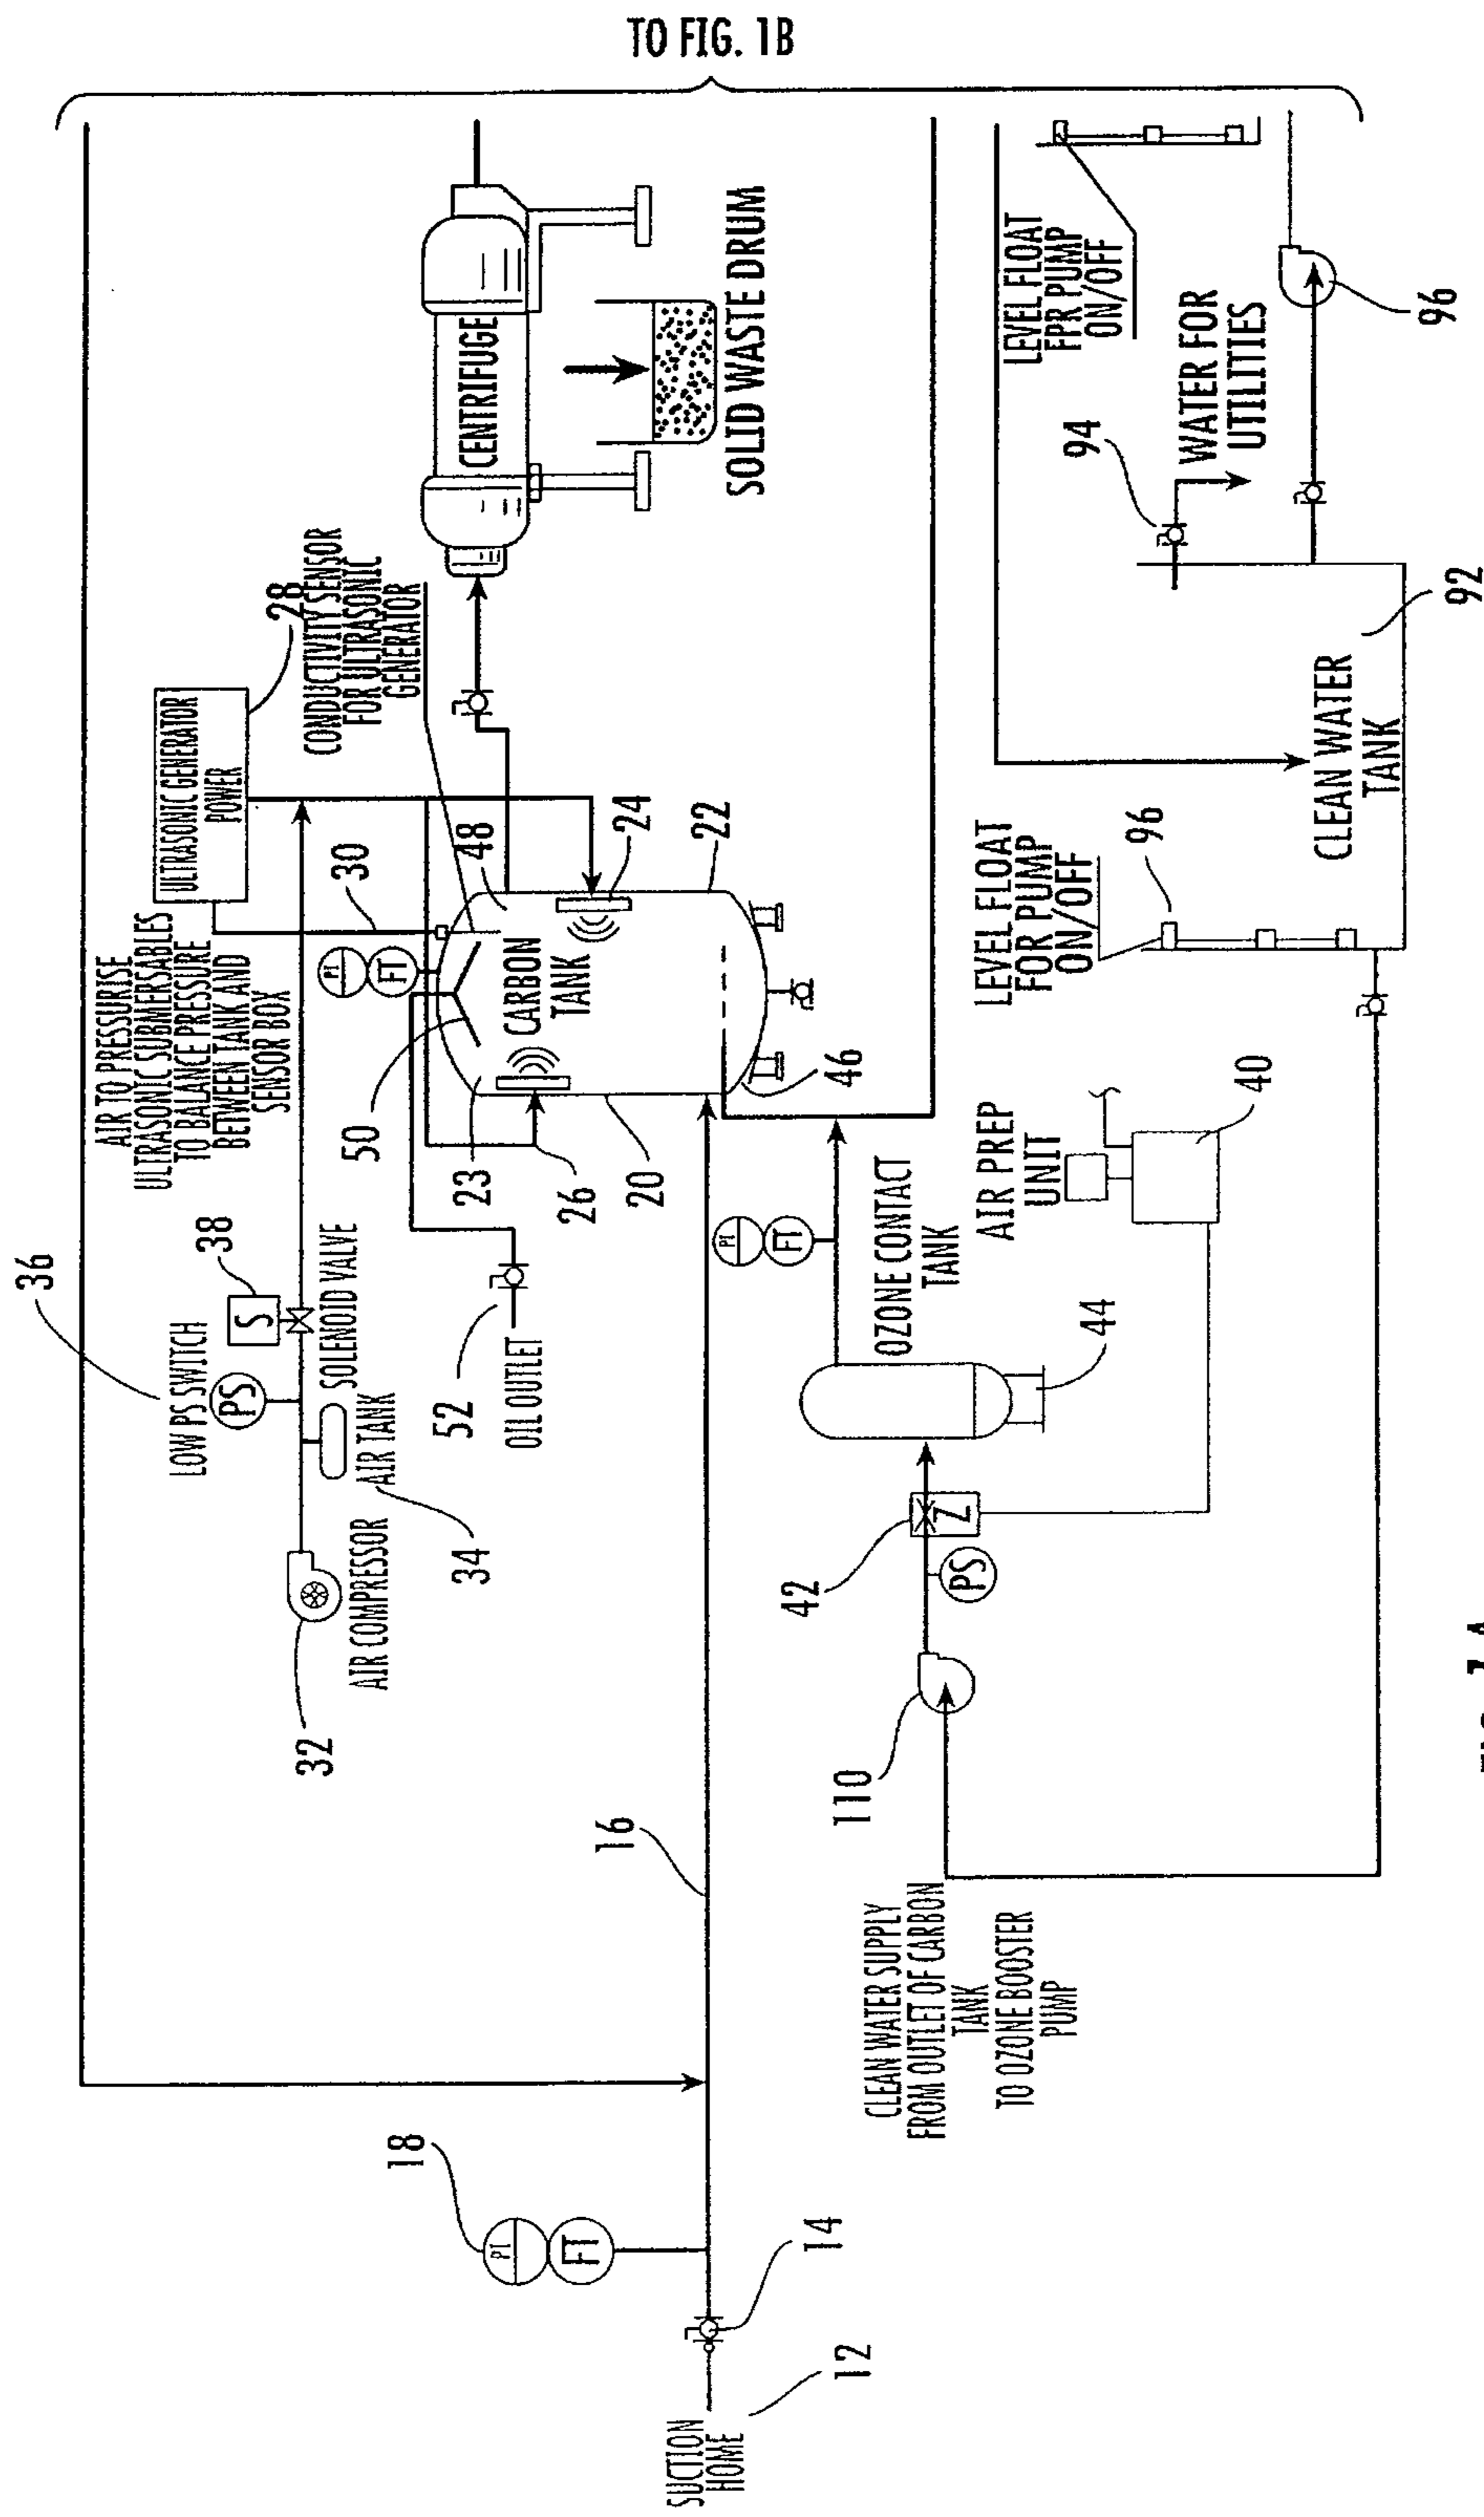 TO FIG. 1B
36
LOW PS SWITCH
PS
38
S
SOLENOID VALVE
AIR TANK
34
AIR COMPRESSOR
32
AIR TO PRESSURISE
ULTRASONIC SUBMERSABLES
TO BALANCE PRESSURE
BETWEEN TANK AND
SENSOR BOX
ULTRASONIC GENERATOR
POWER
28
CONDUCTIVITY SENSOR
FOR ULTRASONIC
GENERATOR
30
PI
FT
50
48
CARBON
TANK
24
22
23
26
20
46
52
OIL OUTLET
CENTRIFUGE
SOLID WASTE DRUM
16
18
PI
FT
14
12
SUCTION
HOME
PI
FT
OZONE CONTACT
TANK
44
42
Z
PS
110
CLEAN WATER SUPPLY
FROM OUTLET OF CARBON
TANK
TO OZONE BOOSTER
PUMP
AIR PREP
UNIT
40
LEVEL FLOAT
FOR PUMP
ON/OFF
96
CLEAN WATER
TANK
92
94
WATER FOR
UTILITIES
LEVEL FLOAT
FPR PUMP
ON/OFF
96